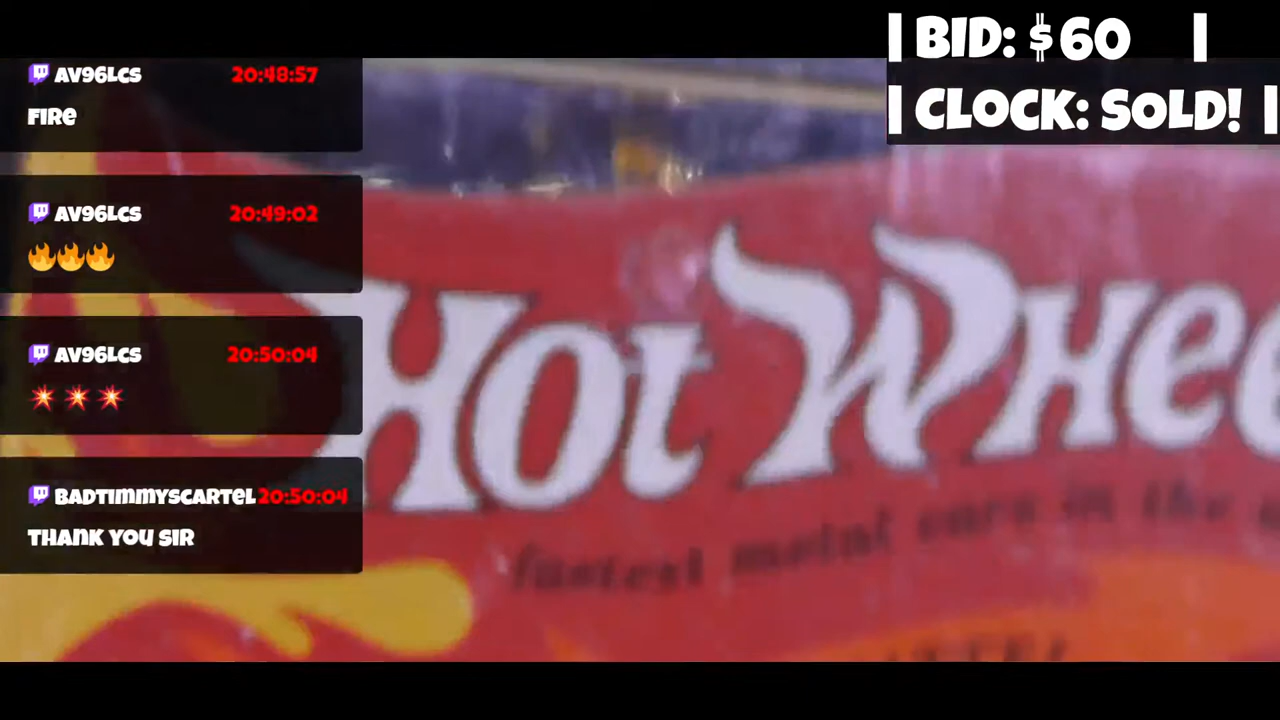 | BID: $60 |
| CLOCK: SOLD! |
AV96LCS 20:48:57
FIRE
AV96LCS 20:49:02
🔥🔥🔥
AV96LCS 20:50:04
💥 💥 💥
BADTIMMYSCARTEL 20:50:04
THANK YOU SIR
HOT WHEE
fastest metal cars in the